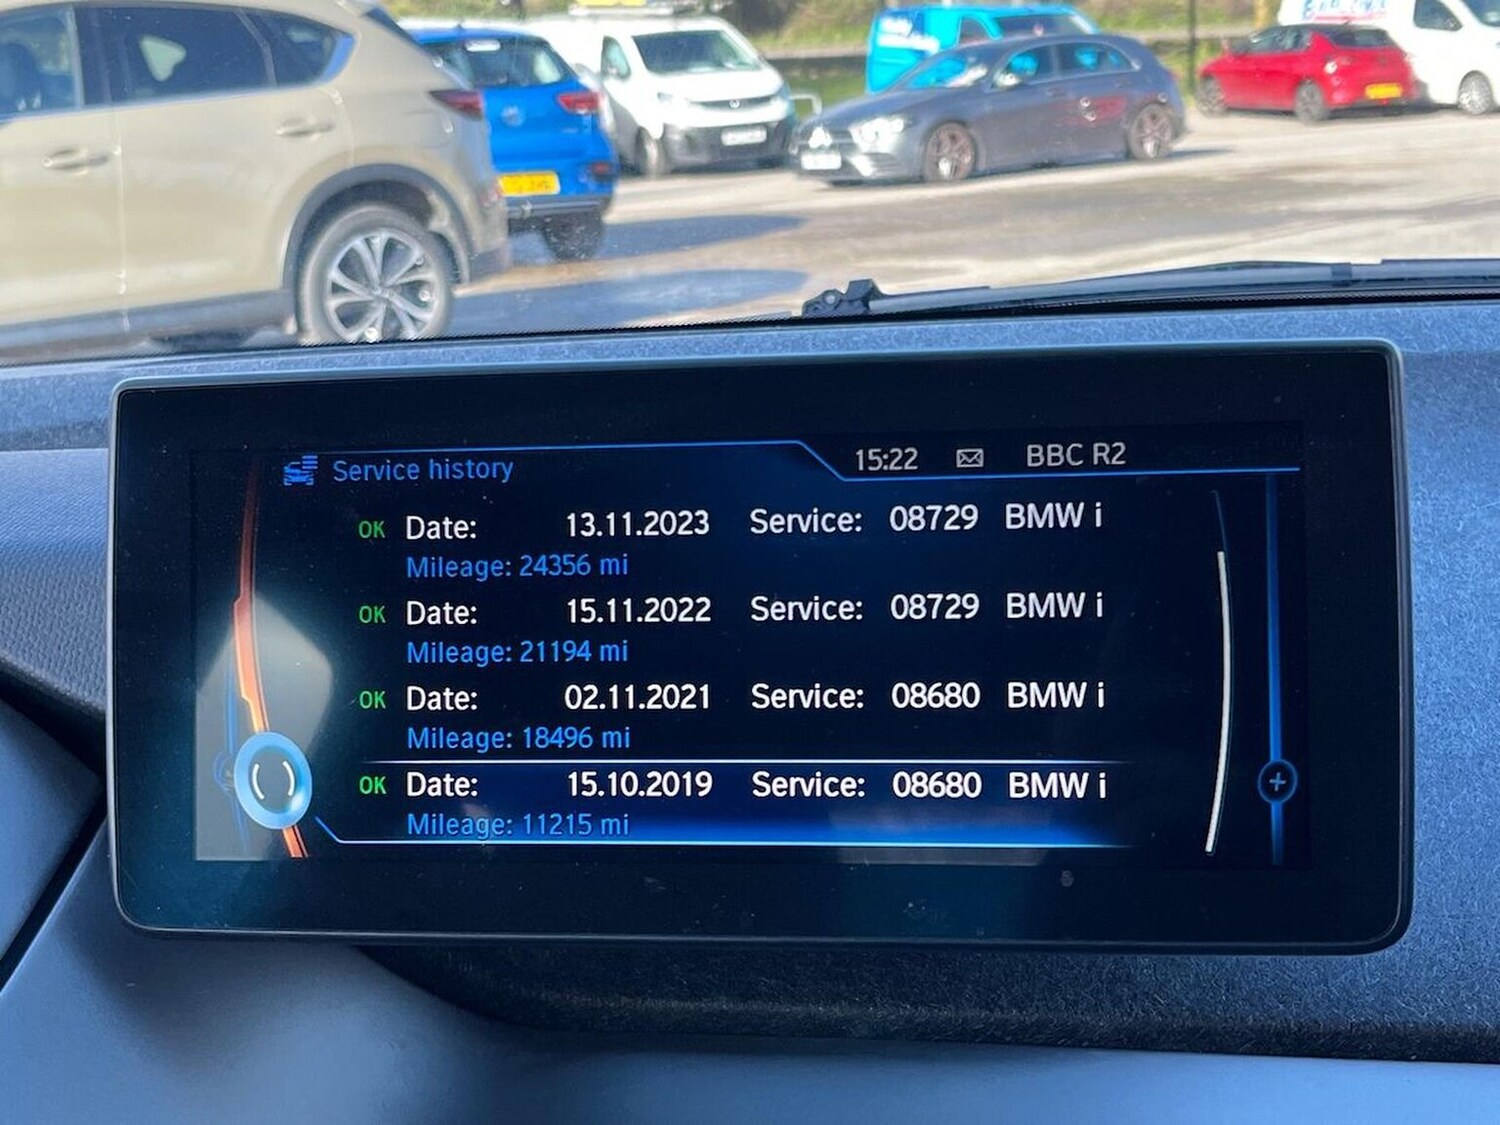 Service history
15:22 BBC R2
OK Date: 13.11.2023 Service: 08729 BMW i
Mileage: 24356 mi
OK Date: 15.11.2022 Service: 08729 BMW i
Mileage: 21194 mi
OK Date: 02.11.2021 Service: 08680 BMW i
Mileage: 18496 mi
OK Date: 15.10.2019 Service: 08680 BMW i
Mileage: 11215 mi